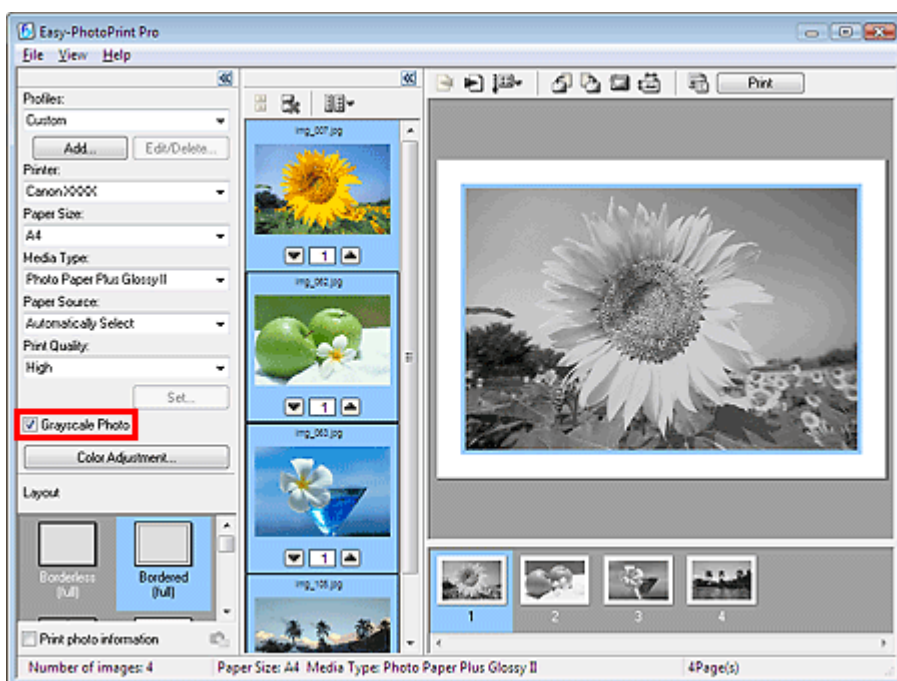 Easy-PhotoPrint Pro
File View Help
Profiles:
Custom
Add... Edit/Delete...
Printer:
Canon XXXX
Paper Size:
A4
Media Type:
Photo Paper Plus Glossy II
Paper Source:
Automatically Select
Print Quality:
High
Set...
Grayscale Photo
Color Adjustment...
Layout
Borderless
(full)
Bordered
(full)
Print photo information
img_007.jpg
1
img_062.jpg
1
img_063.jpg
1
img_105.jpg
Print
1 2 3 4
Number of images: 4 Paper Size: A4 Media Type: Photo Paper Plus Glossy II 4Page(s)